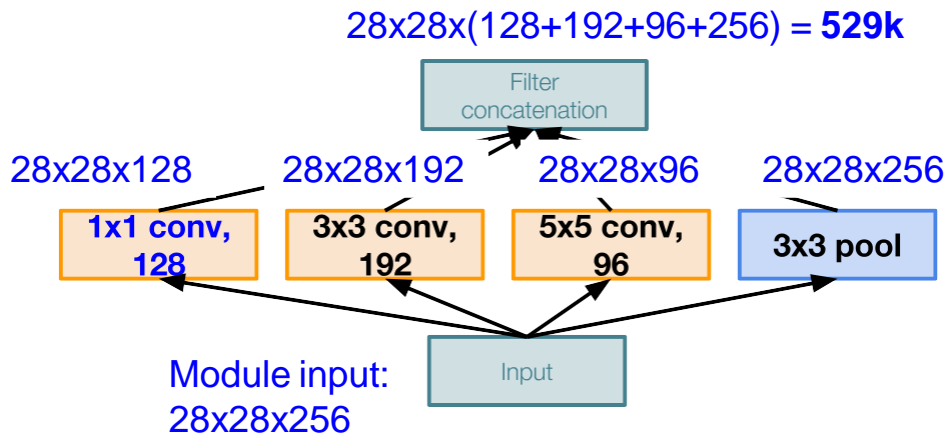 28x28x(128+192+96+256) = 529k
Filter
concatenation
28x28x128
28x28x192
28x28x96
28x28x256
1x1 conv,
128
3x3 conv,
192
5x5 conv,
96
3x3 pool
Input
Module input:
28x28x256